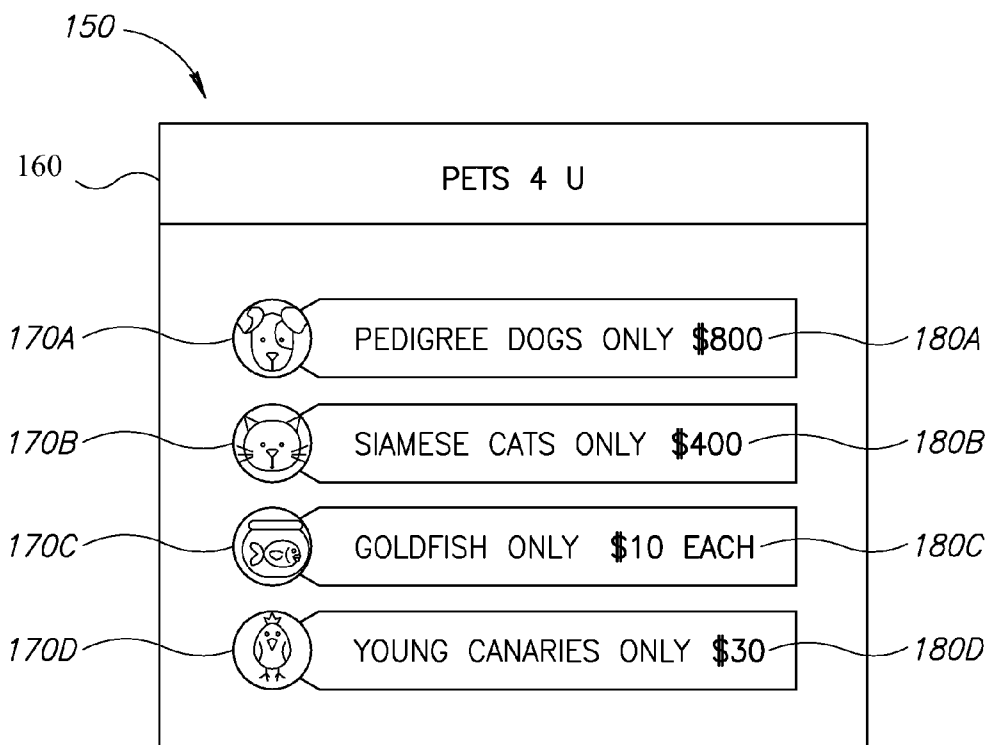 150
160
PETS 4 U
170A PEDIGREE DOGS ONLY $800 180A
170B SIAMESE CATS ONLY $400 180B
170C GOLDFISH ONLY $10 EACH 180C
170D YOUNG CANARIES ONLY $30 180D